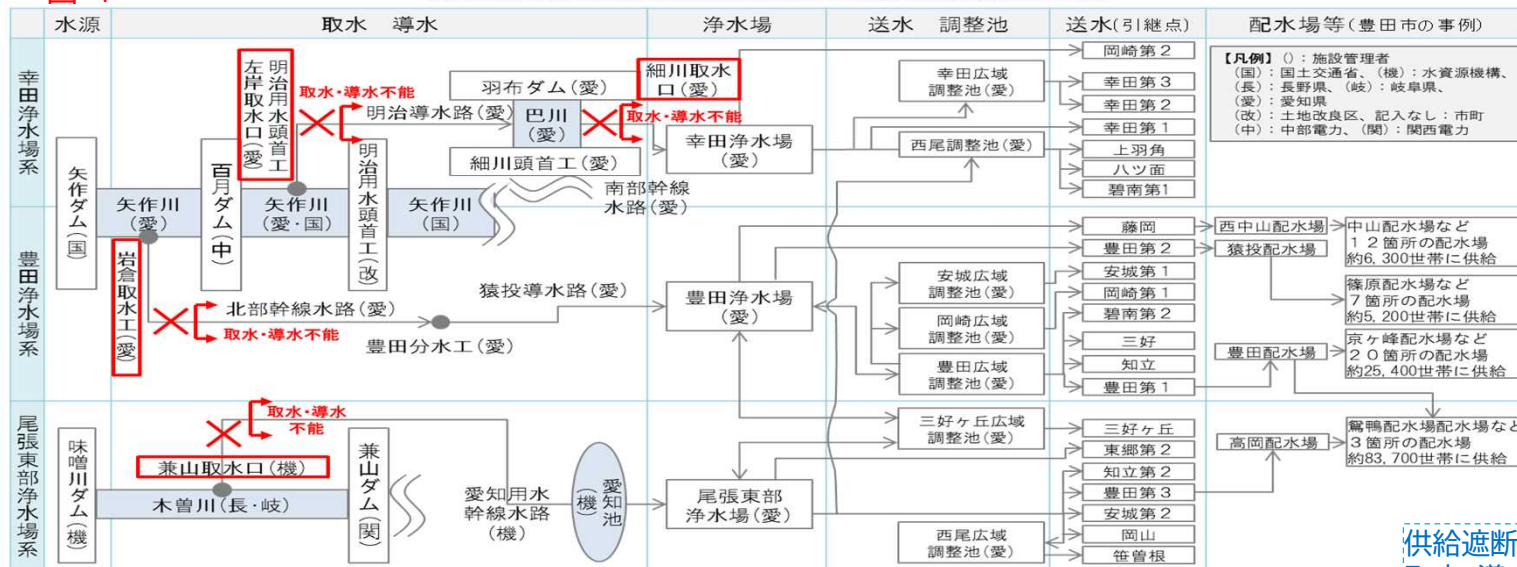 水源
取水 導水
浄水場
送水 調整池
送水(引継点)
配水場等(豊田市の事例)
幸田浄水場系
豊田浄水場系
尾張東部浄水場系
矢作ダム(国)
矢作川
(愛)
百月ダム(中)
明治用水頭首工
左岸取水口(愛)
取水・導水不能
明治導水路(愛)
矢作川
(愛・国)
明治用水頭首工(改)
矢作川
(国)
羽布ダム(愛)
巴川
(愛)
細川頭首工(愛)
細川取水
口(愛)
取水・導水不能
南部幹線
水路(愛)
幸田浄水場
(愛)
幸田広域
調整池(愛)
西尾調整池(愛)
岡崎第2
幸田第3
幸田第2
幸田第1
上羽角
八ツ面
碧南第1
【凡例】():施設管理者
(国):国土交通省、(機):水資源機構、
(長):長野県、(岐):岐阜県、
(愛):愛知県
(改):土地改良区、記入なし:市町
(中):中部電力、(関):関西電力
岩倉取水工(愛)
北部幹線水路(愛)
取水・導水不能
豊田分水工(愛)
猿投導水路(愛)
豊田浄水場
(愛)
安城広域
調整池(愛)
岡崎広域
調整池(愛)
豊田広域
調整池(愛)
藤岡
豊田第2
安城第1
岡崎第1
碧南第2
三好
知立
豊田第1
西中山配水場
猿投配水場
豊田配水場
中山配水場など
12箇所の配水場
約6,300世帯に供給
篠原配水場など
7箇所の配水場
約5,200世帯に供給
京ヶ峰配水場など
20箇所の配水場
約25,400世帯に供給
味噌川ダム(機)
取水・導水
不能
兼山取水口(機)
木曽川(長・岐)
兼山ダム(関)
愛知用水
幹線水路
(機)
愛知池
(機)
尾張東部
浄水場(愛)
三好ヶ丘広域
調整池(愛)
西尾広域
調整池(愛)
三好ヶ丘
東郷第2
知立第2
豊田第3
安城第2
岡山
笹曽根
高岡配水場
鴛鴨配水場配水場など
3箇所の配水場
約83,700世帯に供給
供給遮断